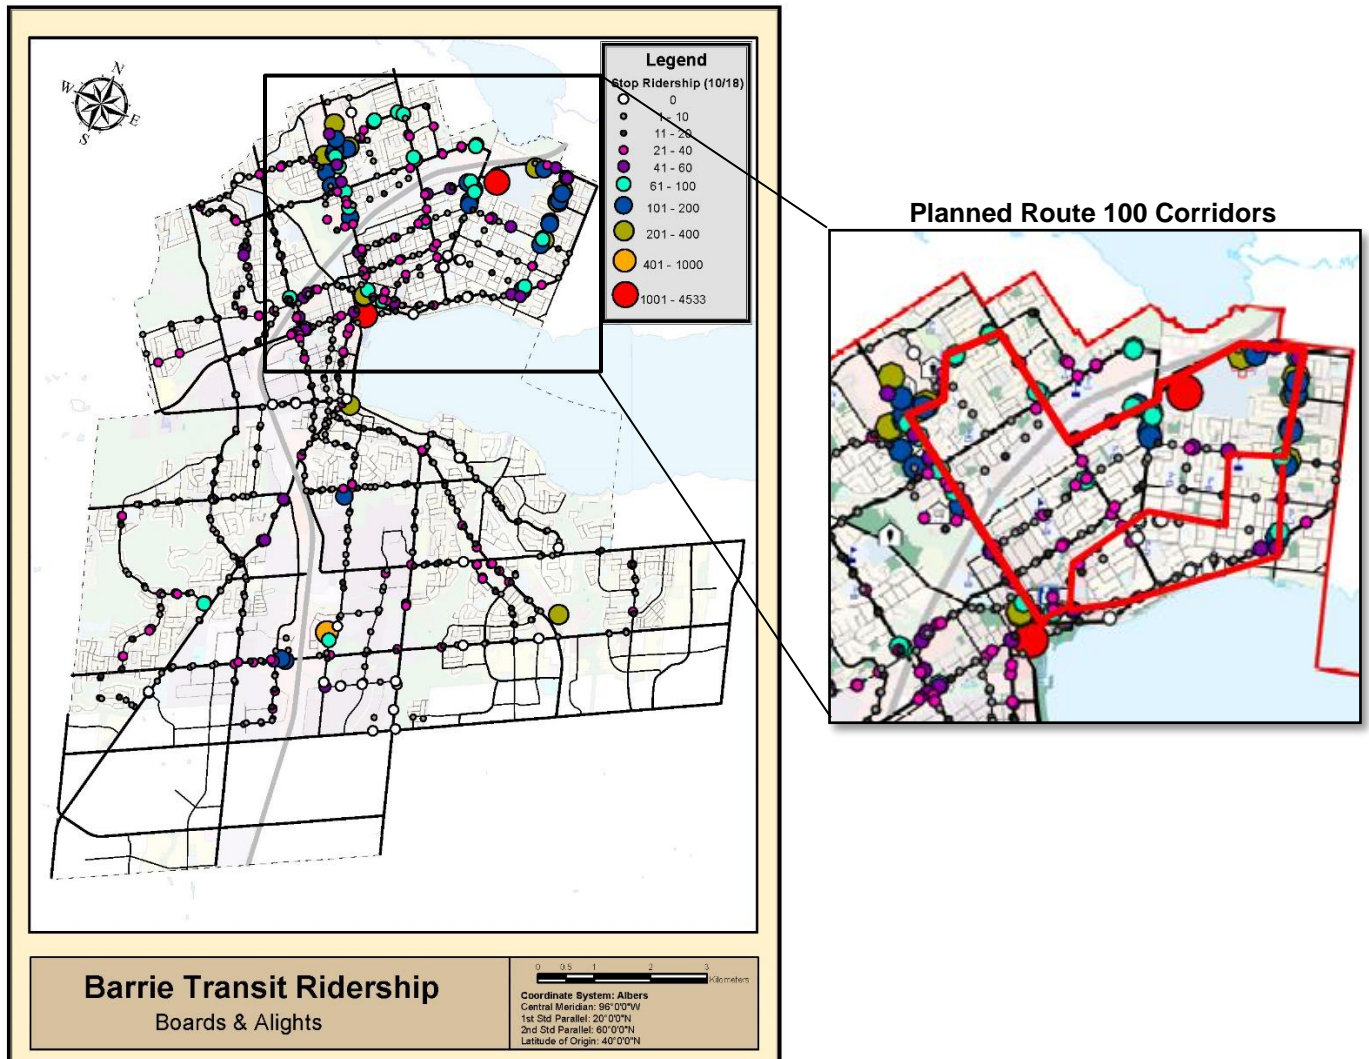 N
W
E
S
Legend
Stop Ridership (10/18)
0
1 - 10
11 - 20
21 - 40
41 - 60
61 - 100
101 - 200
201 - 400
401 - 1000
1001 - 4533
Planned Route 100 Corridors
Barrie Transit Ridership
Boards & Alights
0 0.5 1 2 3
Kilometers
Coordinate System: Albers
Central Meridian: 96°0'0"W
1st Std Parallel: 20°0'0"N
2nd Std Parallel: 60°0'0"N
Latitude of Origin: 40°0'0"N